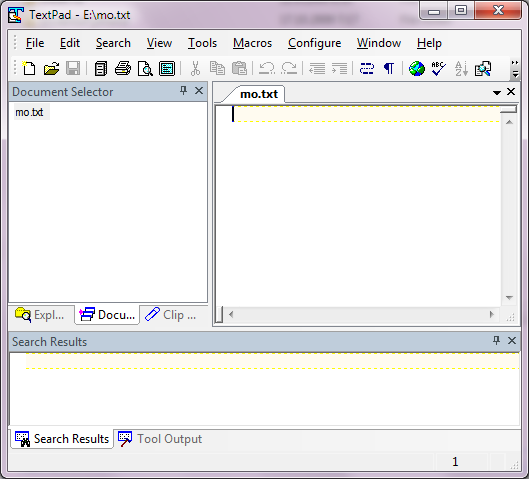 TextPad - E:\mo.txt
File Edit Search View Tools Macros Configure Window Help
Document Selector
mo.txt
mo.txt
Expl... Docu... Clip ...
Search Results
Search Results Tool Output
1